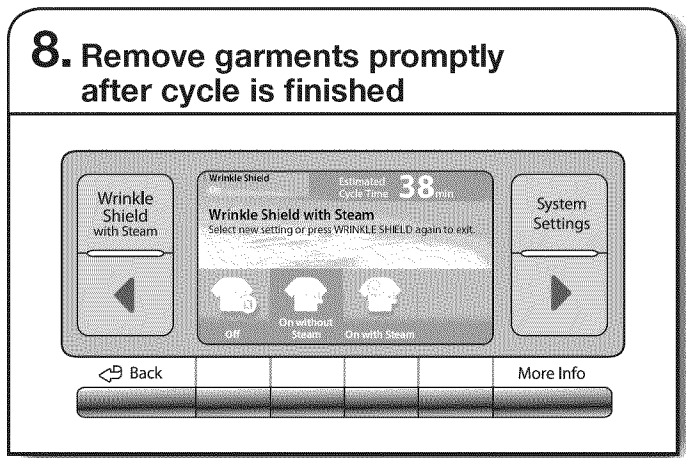 8. Remove garments promptly
after cycle is finished
Wrinkle
Shield
with Steam
Wrinkle Shield
On
Estimated
Cycle Time 38 min
Wrinkle Shield with Steam
Select new setting or press WRINKLE SHIELD again to exit.
Off
On without
Steam
On with Steam
System
Settings
Back
More Info